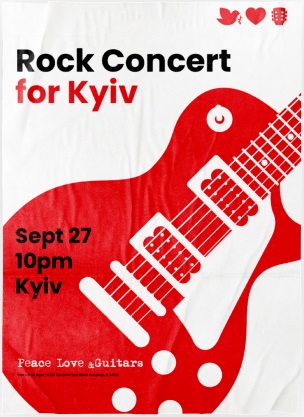 Rock Concert
for Kyiv
Sept 27
10pm
Kyiv
Peace Love & Guitars